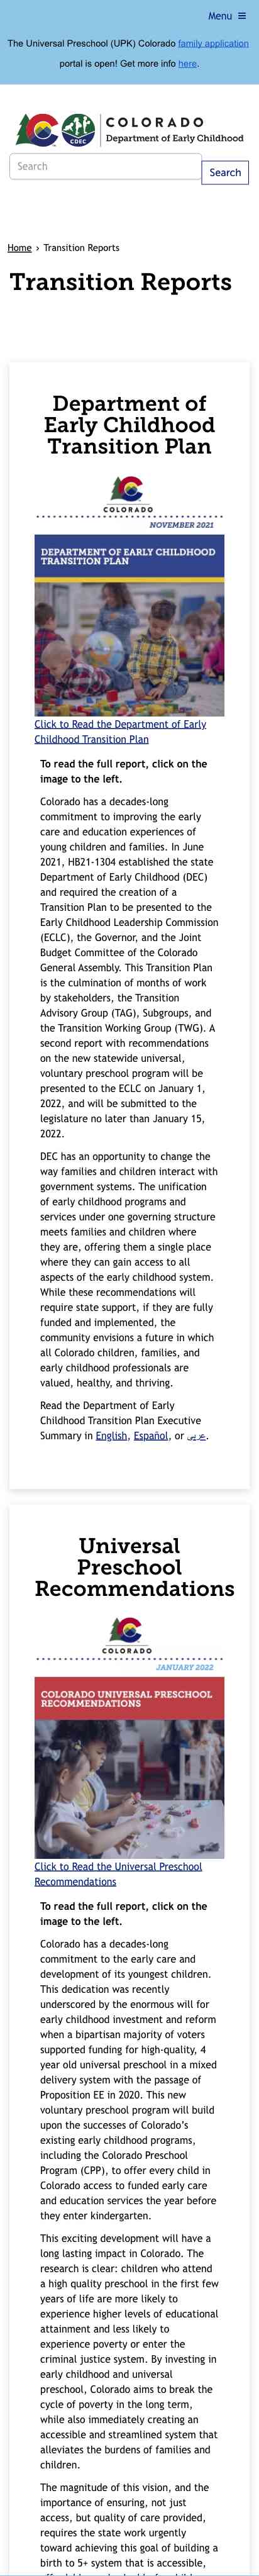 Menu ≡
The Universal Preschool (UPK) Colorado family application
portal is open! Get more info here.
CDEC
COLORADO
Department of Early Childhood
Search
Search
Home › Transition Reports
Transition Reports
Department of
Early Childhood
Transition Plan
COLORADO
NOVEMBER 2021
DEPARTMENT OF EARLY CHILDHOOD
TRANSITION PLAN
Click to Read the Department of Early
Childhood Transition Plan
To read the full report, click on the
image to the left.
Colorado has a decades-long
commitment to improving the early
care and education experiences of
young children and families. In June
2021, HB21-1304 established the state
Department of Early Childhood (DEC)
and required the creation of a
Transition Plan to be presented to the
Early Childhood Leadership Commission
(ECLC), the Governor, and the Joint
Budget Committee of the Colorado
General Assembly. This Transition Plan
is the culmination of months of work
by stakeholders, the Transition
Advisory Group (TAG), Subgroups, and
the Transition Working Group (TWG). A
second report with recommendations
on the new statewide universal,
voluntary preschool program will be
presented to the ECLC on January 1,
2022, and will be submitted to the
legislature no later than January 15,
2022.
DEC has an opportunity to change the
way families and children interact with
government systems. The unification
of early childhood programs and
services under one governing structure
meets families and children where
they are, offering them a single place
where they can gain access to all
aspects of the early childhood system.
While these recommendations will
require state support, if they are fully
funded and implemented, the
community envisions a future in which
all Colorado children, families, and
early childhood professionals are
valued, healthy, and thriving.
Read the Department of Early
Childhood Transition Plan Executive
Summary in English, Español, or عربى.
Universal
Preschool
Recommendations
COLORADO
JANUARY 2022
COLORADO UNIVERSAL PRESCHOOL
RECOMMENDATIONS
Click to Read the Universal Preschool
Recommendations
To read the full report, click on the
image to the left.
Colorado has a decades-long
commitment to the early care and
development of its youngest children.
This dedication was recently
underscored by the enormous will for
early childhood investment and reform
when a bipartisan majority of voters
supported funding for high-quality, 4
year old universal preschool in a mixed
delivery system with the passage of
Proposition EE in 2020. This new
voluntary preschool program will build
upon the successes of Colorado’s
existing early childhood programs,
including the Colorado Preschool
Program (CPP), to offer every child in
Colorado access to funded early care
and education services the year before
they enter kindergarten.
This exciting development will have a
long lasting impact in Colorado. The
research is clear: children who attend
a high quality preschool in the first few
years of life are more likely to
experience higher levels of educational
attainment and less likely to
experience poverty or enter the
criminal justice system. By investing in
early childhood and universal
preschool, Colorado aims to break the
cycle of poverty in the long term,
while also immediately creating an
accessible and streamlined system that
alleviates the burdens of families and
children.
The magnitude of this vision, and the
importance of ensuring, not just
access, but quality of care provided,
requires the state work urgently
toward achieving this goal of building a
birth to 5+ system that is accessible,